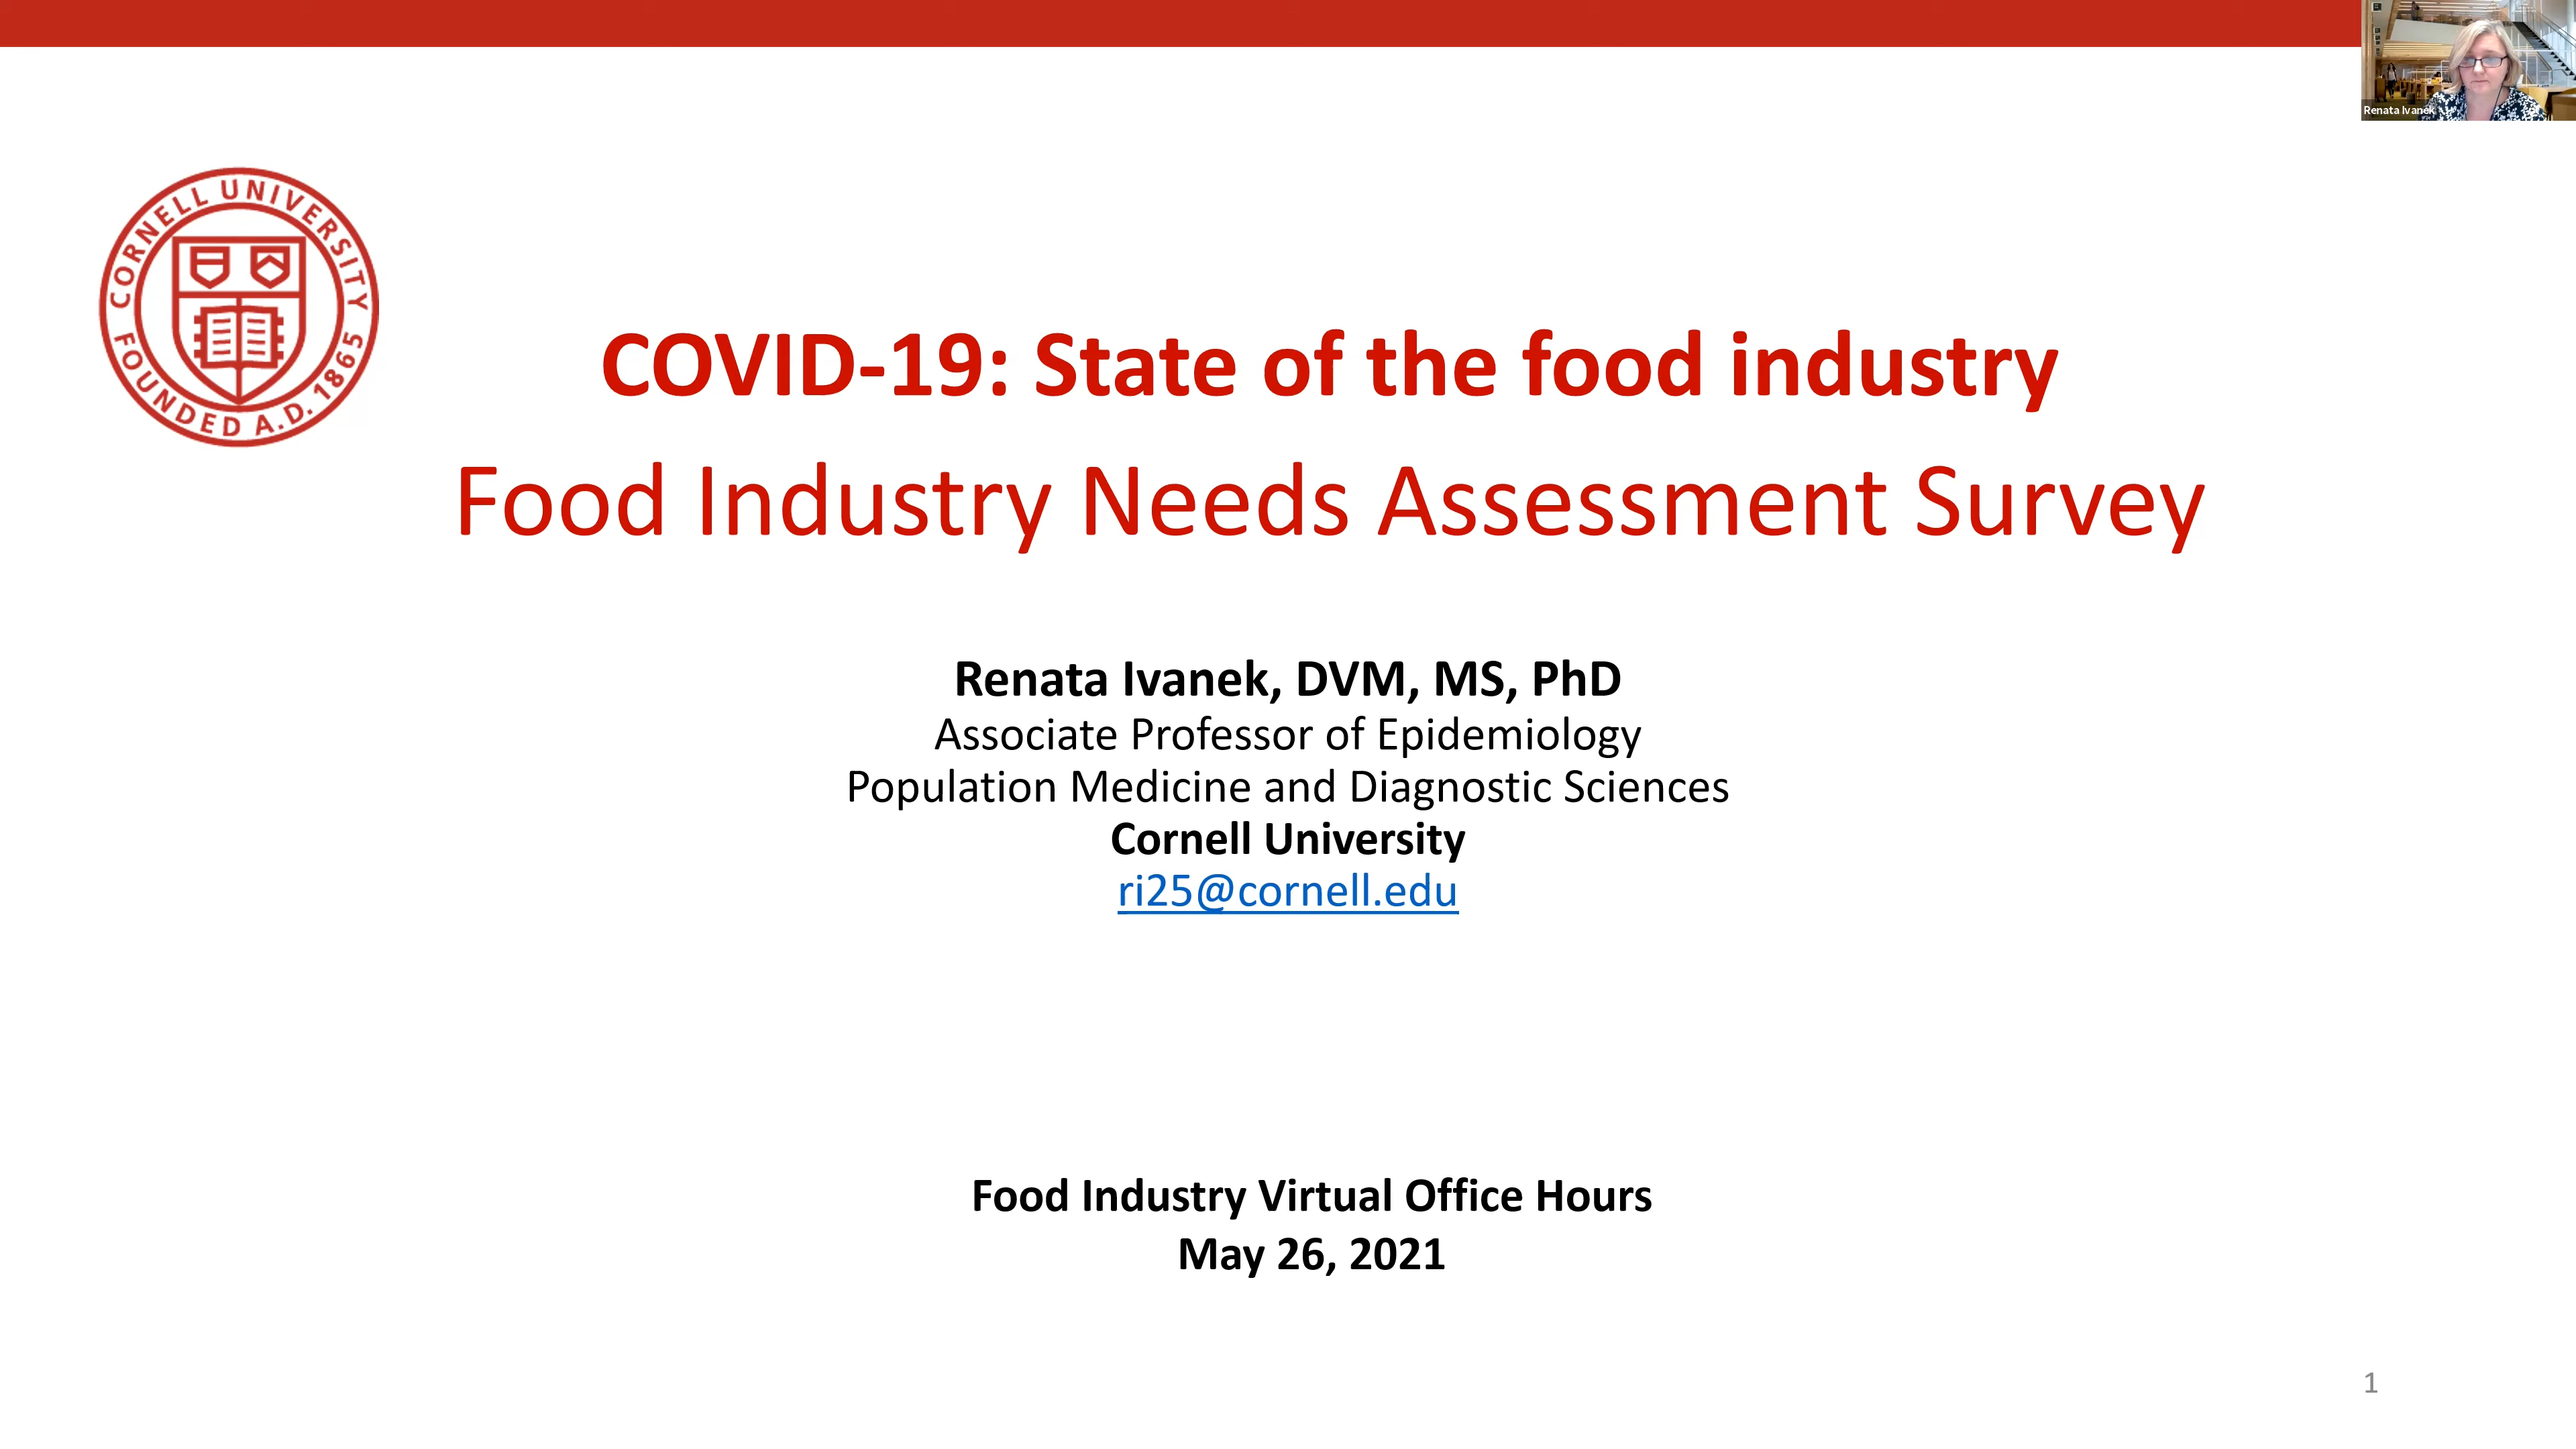 Renata Ivanek
CORNELL UNIVERSITY
FOUNDED A.D. 1865
COVID-19: State of the food industry
Food Industry Needs Assessment Survey
Renata Ivanek, DVM, MS, PhD
Associate Professor of Epidemiology
Population Medicine and Diagnostic Sciences
Cornell University
ri25@cornell.edu
Food Industry Virtual Office Hours
May 26, 2021
1